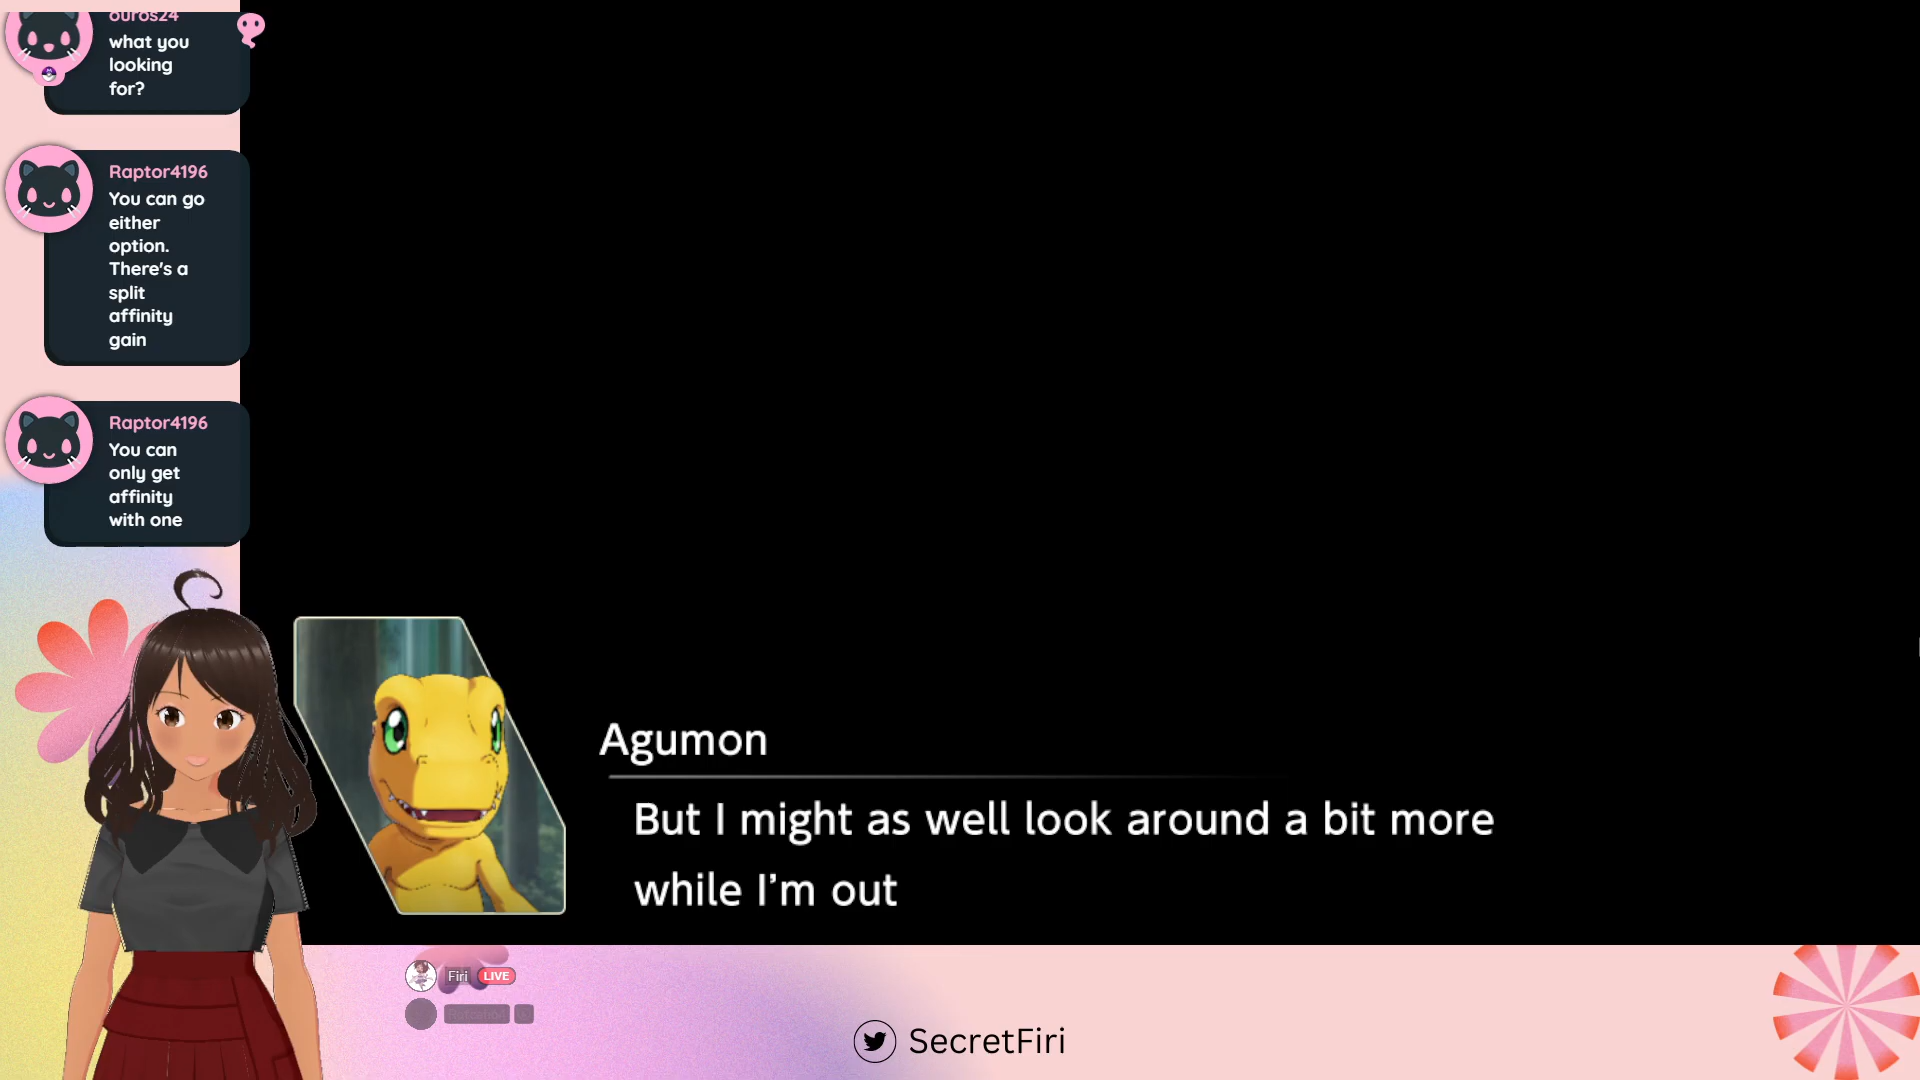 ouros24
what you
looking
for?
Raptor4196
You can go
either
option.
There's a
split
affinity
gain
Raptor4196
You can
only get
affinity
with one
Agumon
But I might as well look around a bit more
while I'm out
Firi LIVE
SecretFiri